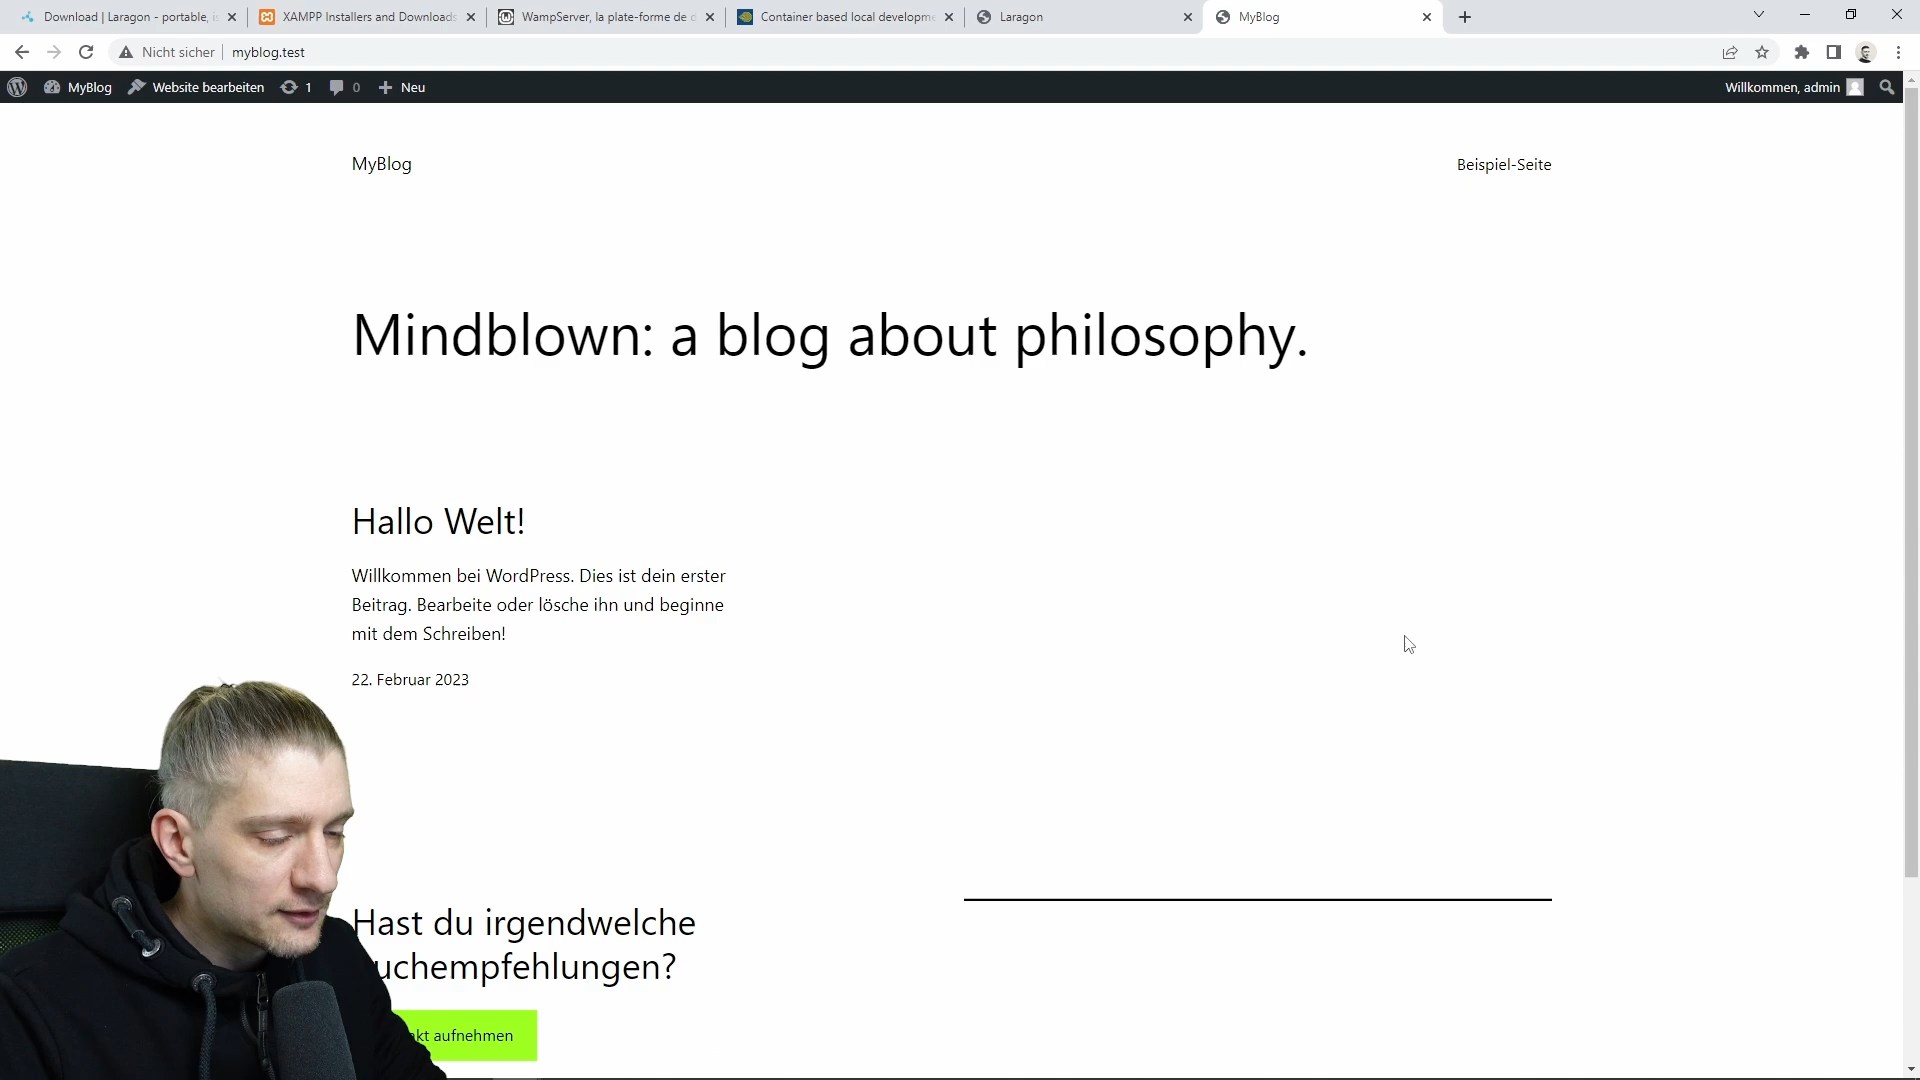 Download | Laragon - portable, is
XAMPP Installers and Downloads
WampServer, la plate-forme de d
Container based local developme
Laragon
MyBlog
Nicht sicher
myblog.test
MyBlog
Website bearbeiten
1
0
Neu
Willkommen, admin
MyBlog
Beispiel-Seite
Mindblown: a blog about philosophy.
Hallo Welt!
Willkommen bei WordPress. Dies ist dein erster
Beitrag. Bearbeite oder lösche ihn und beginne
mit dem Schreiben!
22. Februar 2023
Hast du irgendwelche
uchempfehlungen?
akt aufnehmen